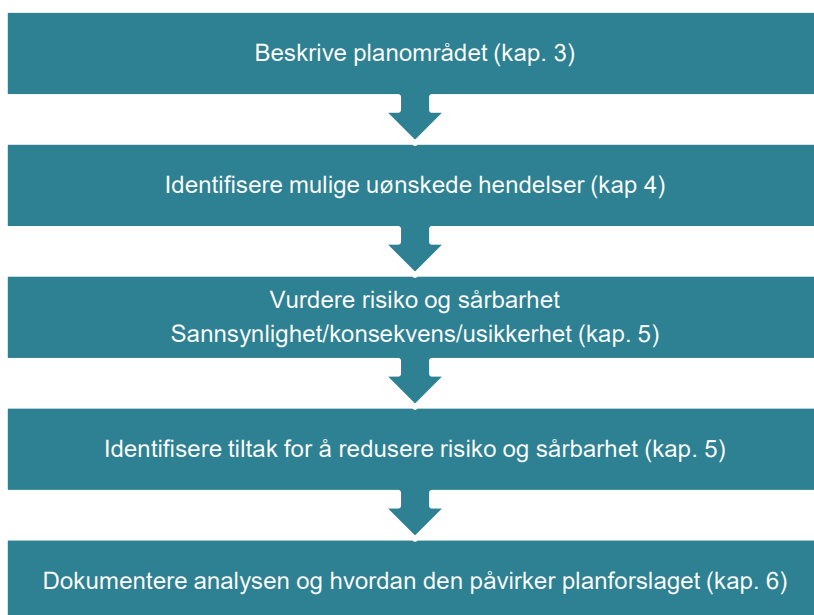 Beskrive planområdet (kap. 3)
Identifisere mulige uønskede hendelser (kap 4)
Vurdere risiko og sårbarhet
Sannsynlighet/konsekvens/usikkerhet (kap. 5)
Identifisere tiltak for å redusere risiko og sårbarhet (kap. 5)
Dokumentere analysen og hvordan den påvirker planforslaget (kap. 6)